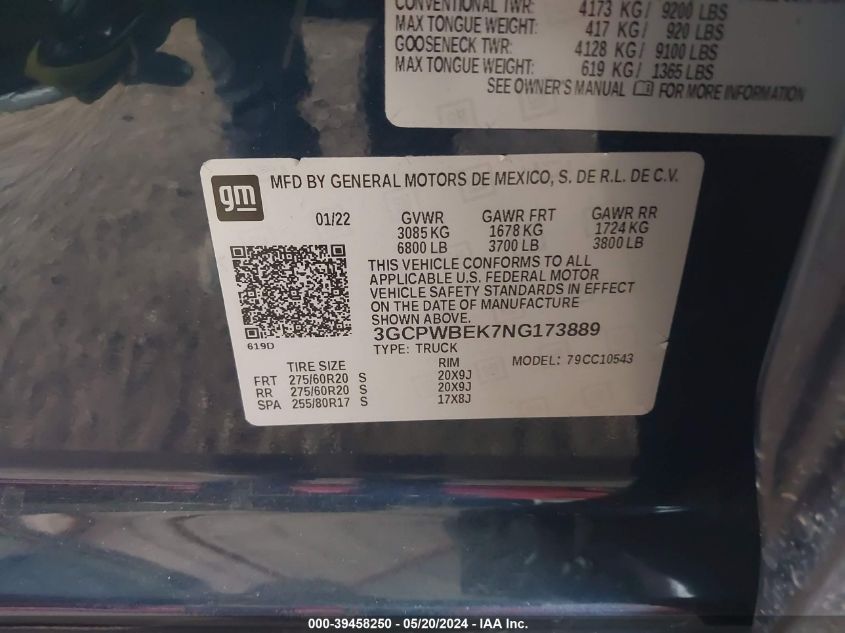 CONVENTIONAL TWR: 4173 KG/ 9200 LBS
MAX TONGUE WEIGHT: 417 KG/ 920 LBS
GOOSENECK TWR: 4128 KG/ 9100 LBS
MAX TONGUE WEIGHT: 619 KG/ 1365 LBS
SEE OWNER'S MANUAL FOR MORE INFORMATION
gm MFD BY GENERAL MOTORS DE MEXICO, S. DE R.L. DE C.V.
01/22 GVWR GAWR FRT GAWR RR
3085 KG 1678 KG 1724 KG
6800 LB 3700 LB 3800 LB
THIS VEHICLE CONFORMS TO ALL
APPLICABLE U.S. FEDERAL MOTOR
VEHICLE SAFETY STANDARDS IN EFFECT
ON THE DATE OF MANUFACTURE
SHOWN ABOVE.
619D 3GCPWBEK7NG173889
TYPE: TRUCK
TIRE SIZE RIM MODEL: 79CC10543
FRT 275/60R20 S 20X9J
RR 275/60R20 S 20X9J
SPA 255/80R17 S 17X8J
000-39458250 - 05/20/2024 - IAA Inc.